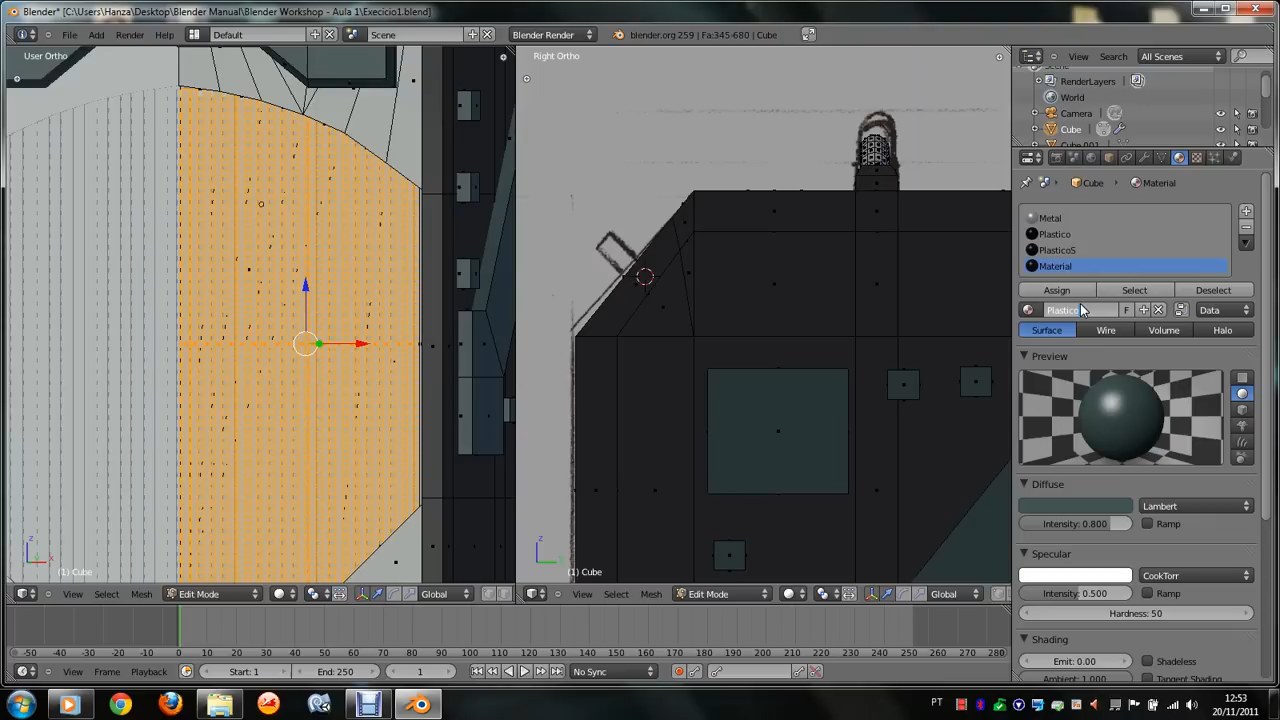 Blender* [C:\Users\Hanza\Desktop\Blender Manual\Blender Workshop - Aula 1\Execicio1.blend]
File Add Render Help Default Scene Blender Render blender.org 259 | Fa:345-680 | Cube View Search All Scenes
User Ortho Right Ortho
RenderLayers
World
Camera
Cube
Cube Material
Metal
Plastico
PlasticoS
Material
Assign Select Deselect
Plastico F Data
Surface Wire Volume Halo
Preview
Diffuse
Lambert
Intensity: 0.800 Ramp
Specular
CookTorr
Intensity: 0.500 Ramp
Hardness: 50
Shading
Emit: 0.00 Shadeless
Ambient: 1.000 Tangent Shading
z x z y
(1) Cube (1) Cube
View Select Mesh Edit Mode Global View Select Mesh Edit Mode Global
-50 -40 -30 -20 -10 0 10 20 30 40 50 60 70 80 90 100 110 120 130 140 150 160 170 180 190 200 210 220 230 240 250 260 270 280
View Frame Playback Start: 1 End: 250 1 No Sync
PT 12:53
20/11/2011